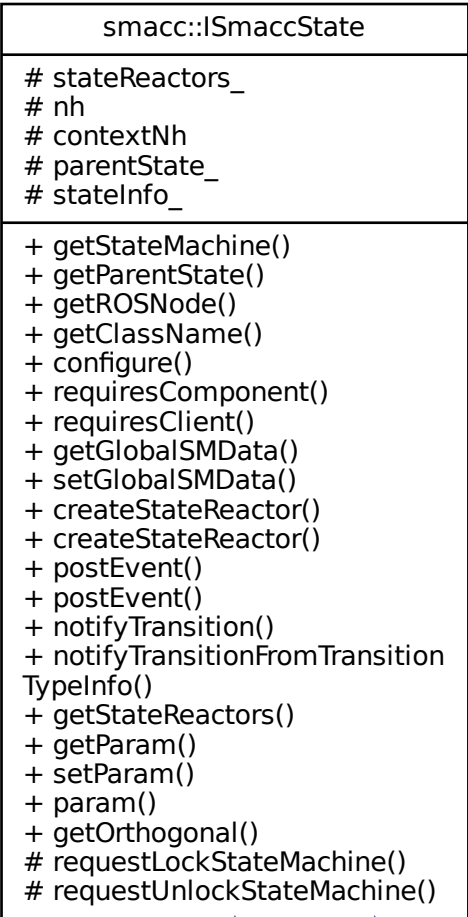 smacc::ISmaccState
# stateReactors_
# nh
# contextNh
# parentState_
# stateInfo_
+ getStateMachine()
+ getParentState()
+ getROSNode()
+ getClassName()
+ configure()
+ requiresComponent()
+ requiresClient()
+ getGlobalSMData()
+ setGlobalSMData()
+ createStateReactor()
+ createStateReactor()
+ postEvent()
+ postEvent()
+ notifyTransition()
+ notifyTransitionFromTransition
TypeInfo()
+ getStateReactors()
+ getParam()
+ setParam()
+ param()
+ getOrthogonal()
# requestLockStateMachine()
# requestUnlockStateMachine()